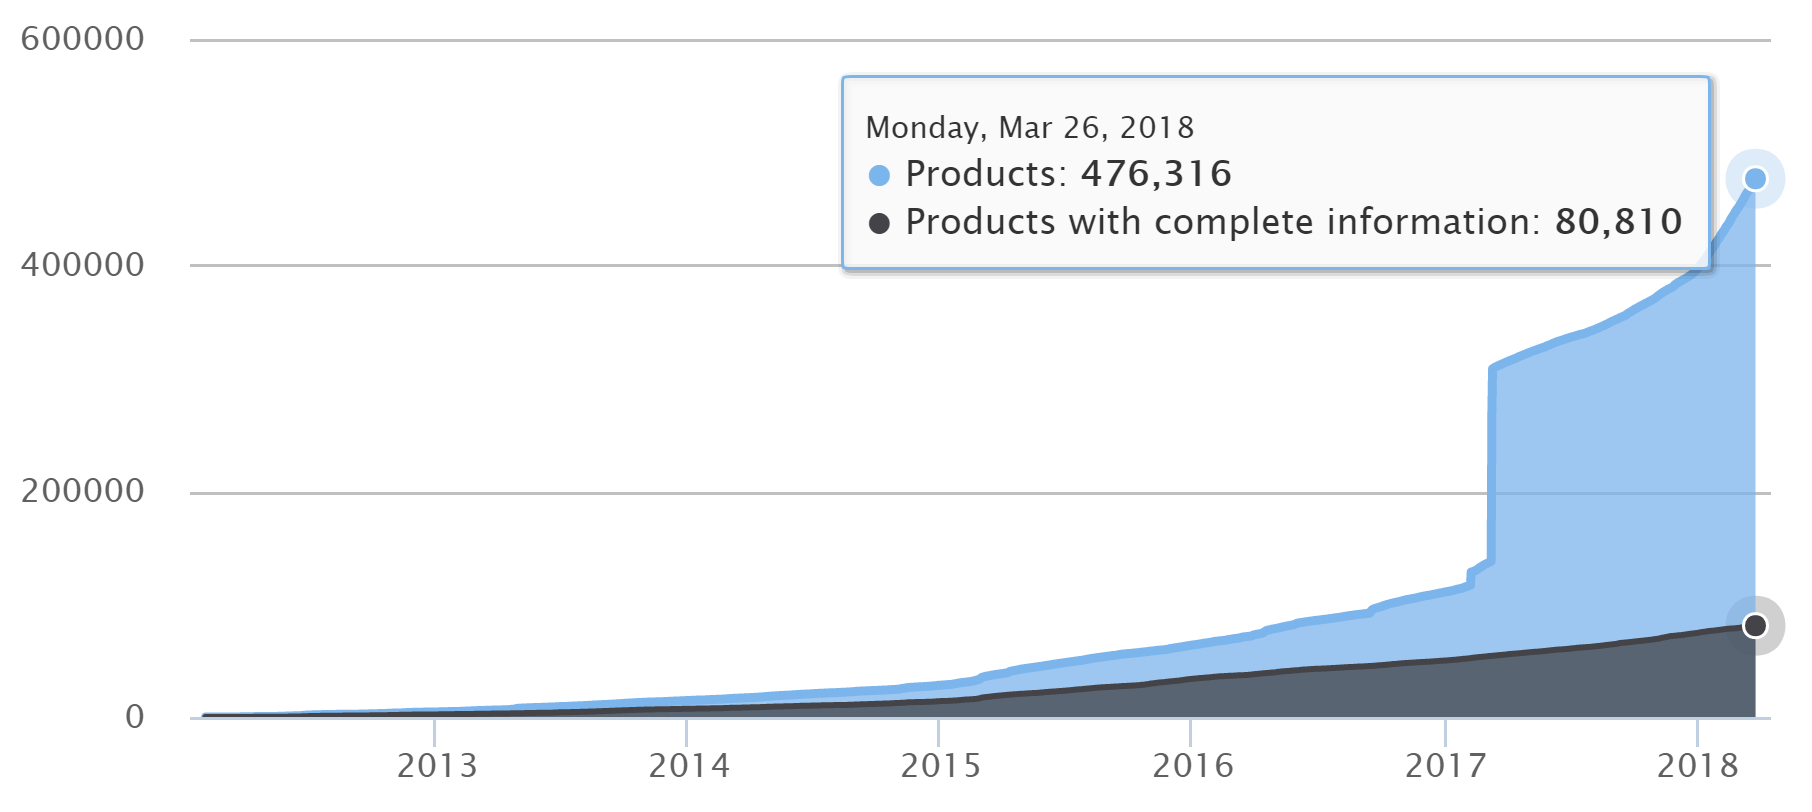 600000
Monday, Mar 26, 2018
Products: 476,316
Products with complete information: 80,810
400000
200000
0
2013 2014 2015 2016 2017 2018